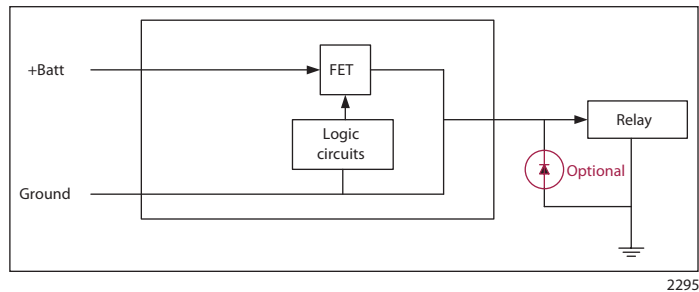 +Batt
FET
Relay
Logic
circuits
Optional
Ground
2295